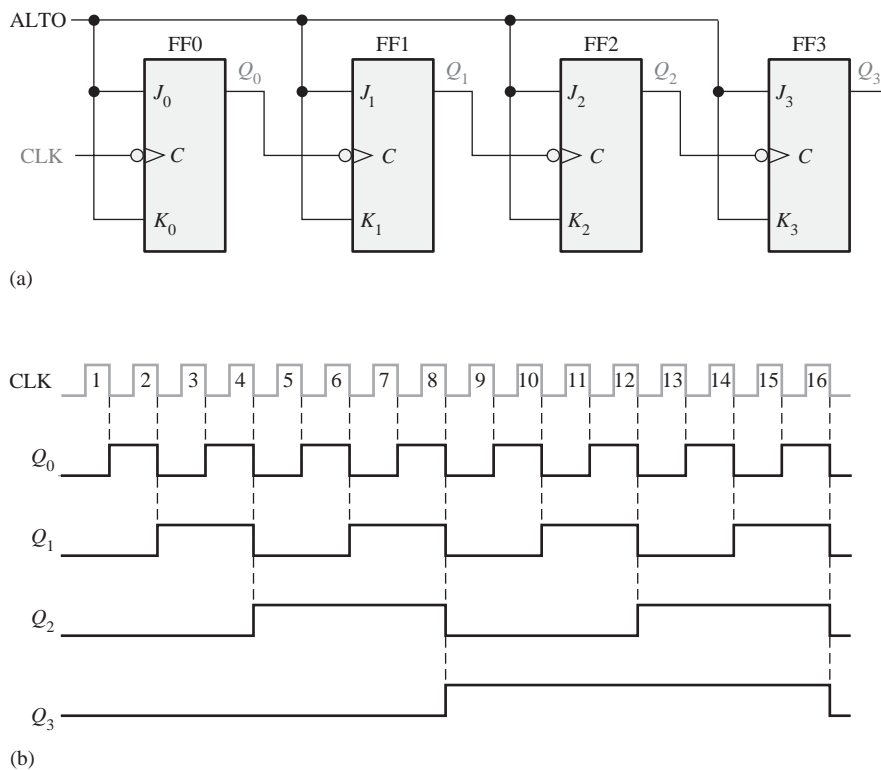 ALTO
FF0 FF1 FF2 FF3
Q0 Q1 Q2 Q3
J0 J1 J2 J3
CLK C C C C
K0 K1 K2 K3
(a)
CLK 1 2 3 4 5 6 7 8 9 10 11 12 13 14 15 16
Q0
Q1
Q2
Q3
(b)